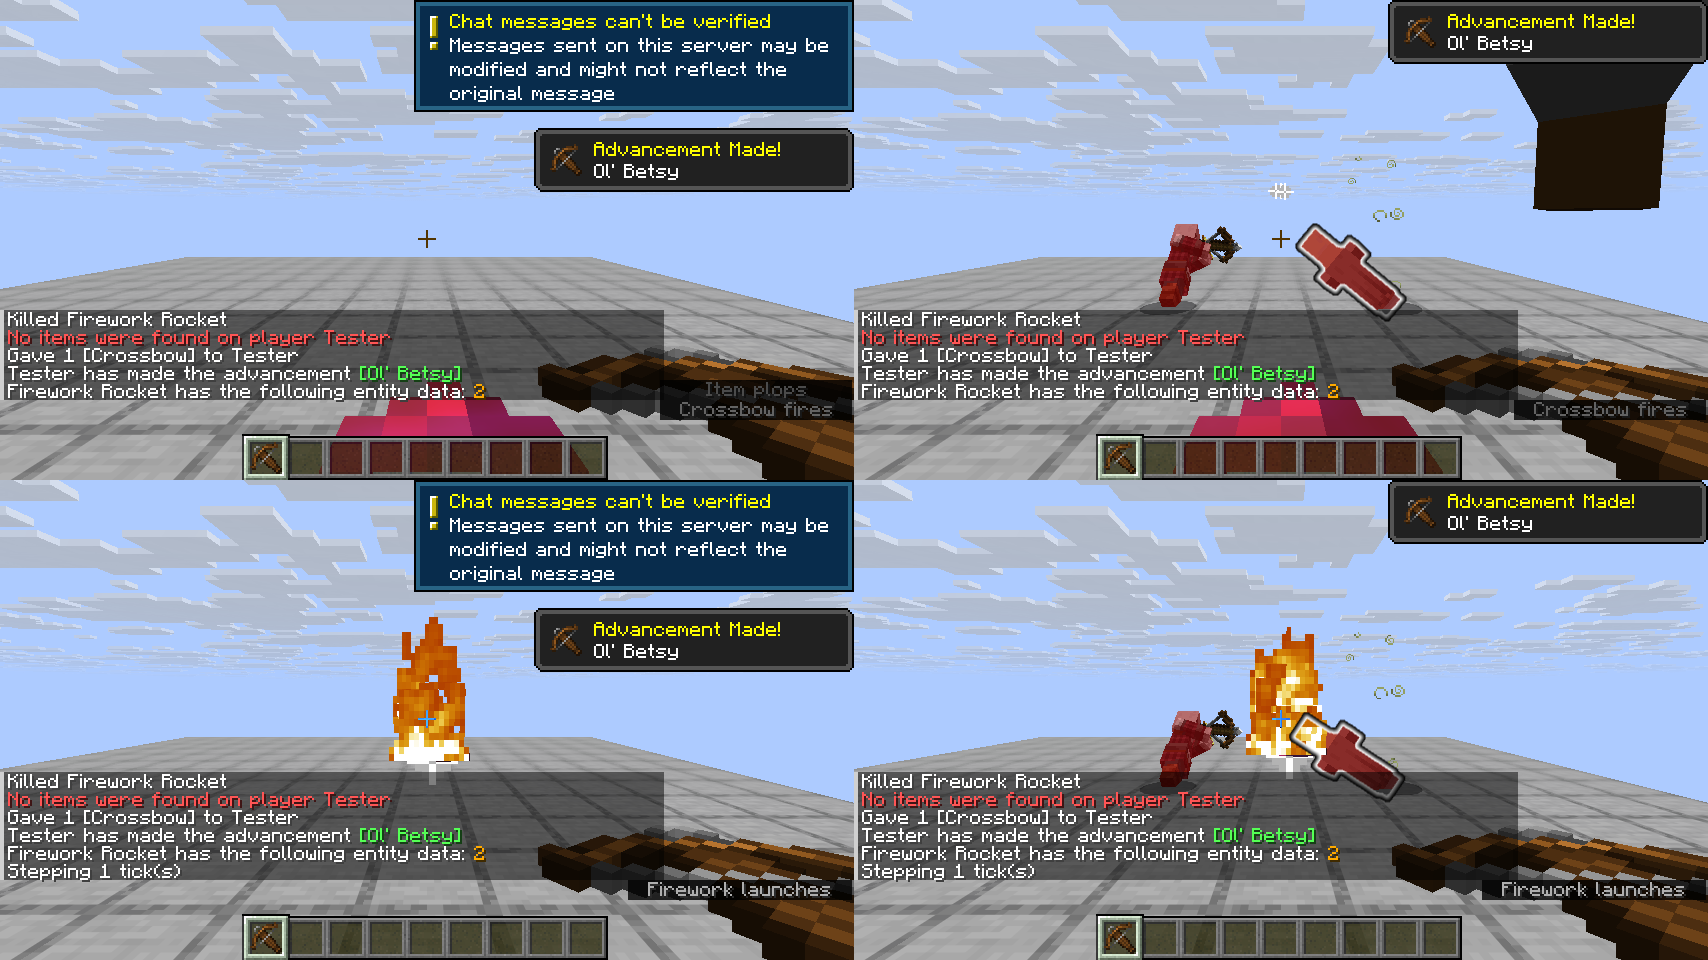 Chat messages can't be verified
Messages sent on this server may be
modified and might not reflect the
original message
Advancement Made!
Ol' Betsy
Killed Firework Rocket
No items were found on player Tester
Gave 1 [Crossbow] to Tester
Tester has made the advancement [Ol' Betsy]
Firework Rocket has the following entity data: 2
Item plops
Crossbow fires
Advancement Made!
Ol' Betsy
Killed Firework Rocket
No items were found on player Tester
Gave 1 [Crossbow] to Tester
Tester has made the advancement [Ol' Betsy]
Firework Rocket has the following entity data: 2
Crossbow fires
Chat messages can't be verified
Messages sent on this server may be
modified and might not reflect the
original message
Advancement Made!
Ol' Betsy
Killed Firework Rocket
No items were found on player Tester
Gave 1 [Crossbow] to Tester
Tester has made the advancement [Ol' Betsy]
Firework Rocket has the following entity data: 2
Stepping 1 tick(s)
Firework launches
Advancement Made!
Ol' Betsy
Killed Firework Rocket
No items were found on player Tester
Gave 1 [Crossbow] to Tester
Tester has made the advancement [Ol' Betsy]
Firework Rocket has the following entity data: 2
Stepping 1 tick(s)
Firework launches